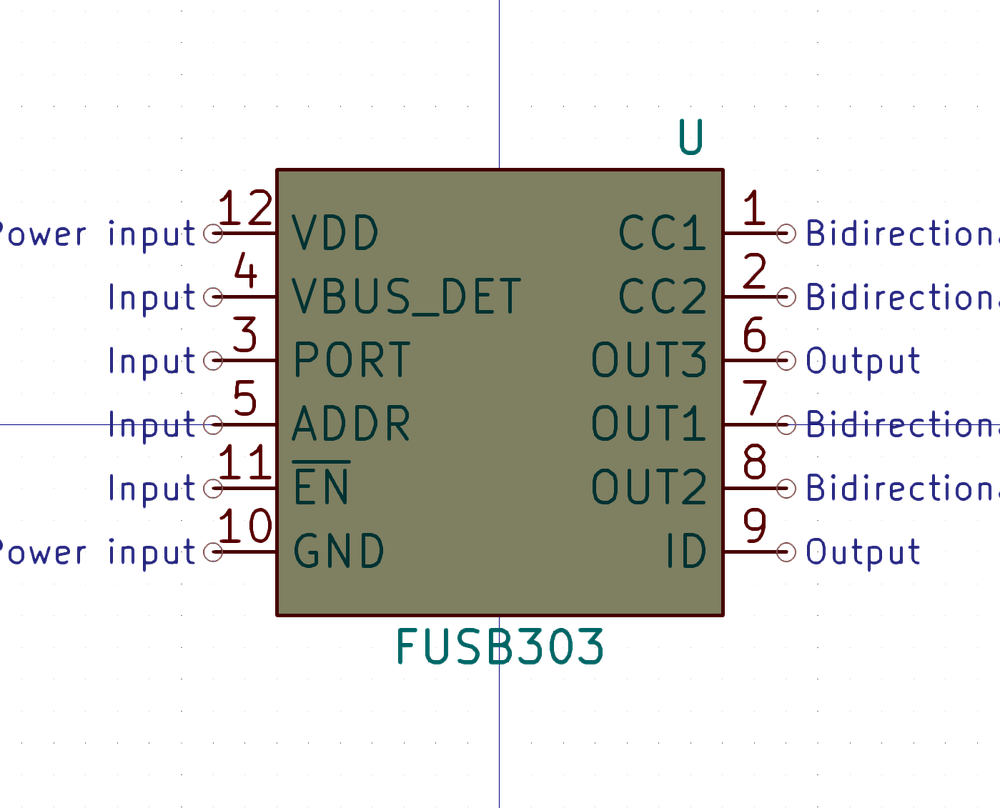 U
12 1
Power input VDD CC1 Bidirectiona
4 2
Input VBUS_DET CC2 Bidirectiona
3 6
Input PORT OUT3 Output
5 7
Input ADDR OUT1 Bidirectiona
11 8
Input EN OUT2 Bidirectiona
10 9
Power input GND ID Output
FUSB303